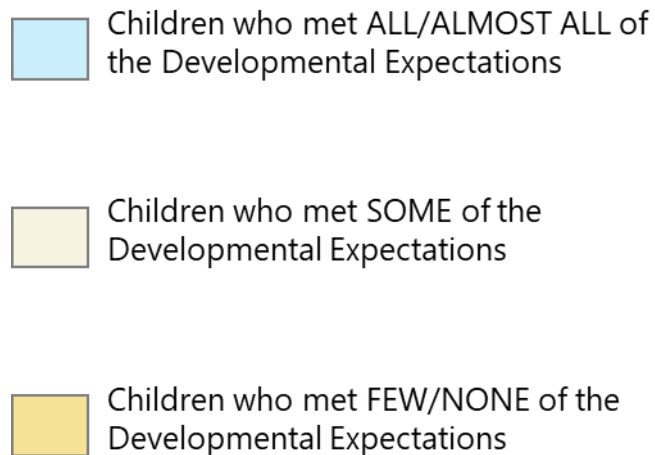 Children who met ALL/ALMOST ALL of
the Developmental Expectations
Children who met SOME of the
Developmental Expectations
Children who met FEW/NONE of the
Developmental Expectations